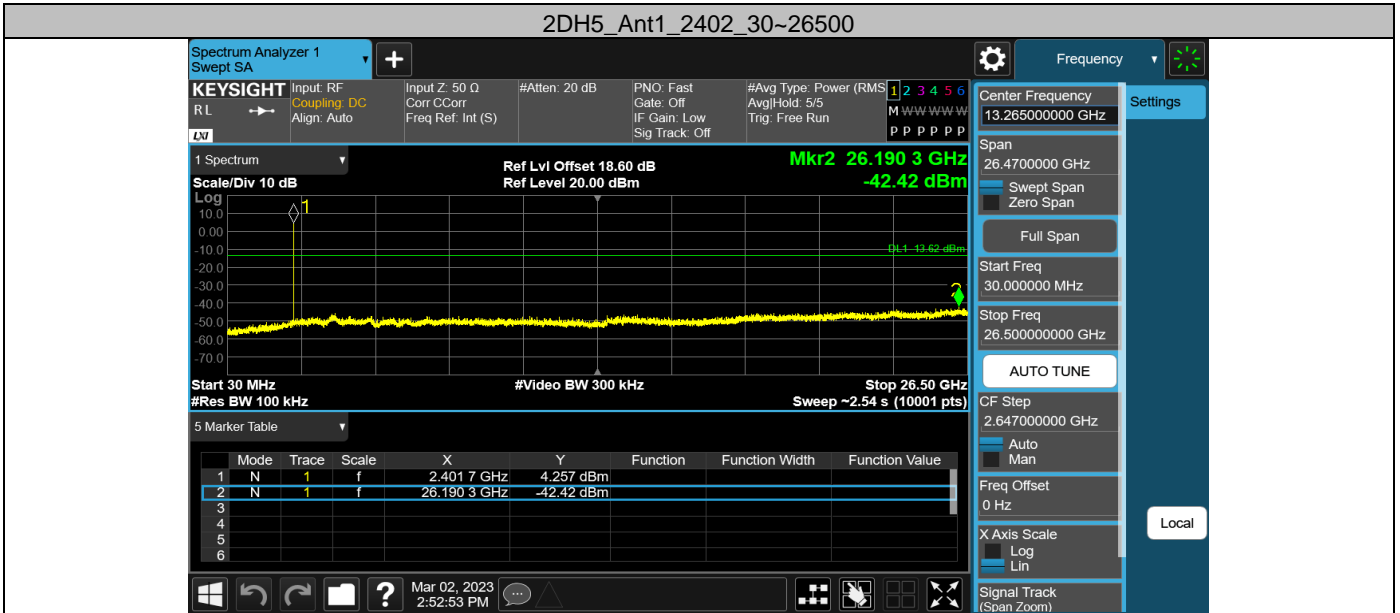 2DH5_Ant1_2402_30~26500
Spectrum Analyzer 1
Swept SA
+
Frequency
KEYSIGHT
RL
LXI
Input: RF
Coupling: DC
Align: Auto
Input Z: 50 Ω
Corr CCorr
Freq Ref: Int (S)
#Atten: 20 dB
PNO: Fast
Gate: Off
IF Gain: Low
Sig Track: Off
#Avg Type: Power (RMS
Avg|Hold: 5/5
Trig: Free Run
1 2 3 4 5 6
M W W W W W
P P P P P P
1 Spectrum
Scale/Div 10 dB
Ref Lvl Offset 18.60 dB
Ref Level 20.00 dBm
Mkr2 26.190 3 GHz
-42.42 dBm
Log
10.0
0.00
-10.0
-20.0
-30.0
-40.0
-50.0
-60.0
-70.0
1
2
DL1 -13.62 dBm
Start 30 MHz
#Res BW 100 kHz
#Video BW 300 kHz
Stop 26.50 GHz
Sweep ~2.54 s (10001 pts)
5 Marker Table
Mode Trace Scale X Y Function Function Width Function Value
1 N 1 f 2.401 7 GHz 4.257 dBm
2 N 1 f 26.190 3 GHz -42.42 dBm
3
4
5
6
?
Mar 02, 2023
2:52:53 PM
Center Frequency
13.265000000 GHz
Span
26.4700000 GHz
Swept Span
Zero Span
Full Span
Start Freq
30.000000 MHz
Stop Freq
26.500000000 GHz
AUTO TUNE
CF Step
2.647000000 GHz
Auto
Man
Freq Offset
0 Hz
X Axis Scale
Log
Lin
Signal Track
(Span Zoom)
Settings
Local